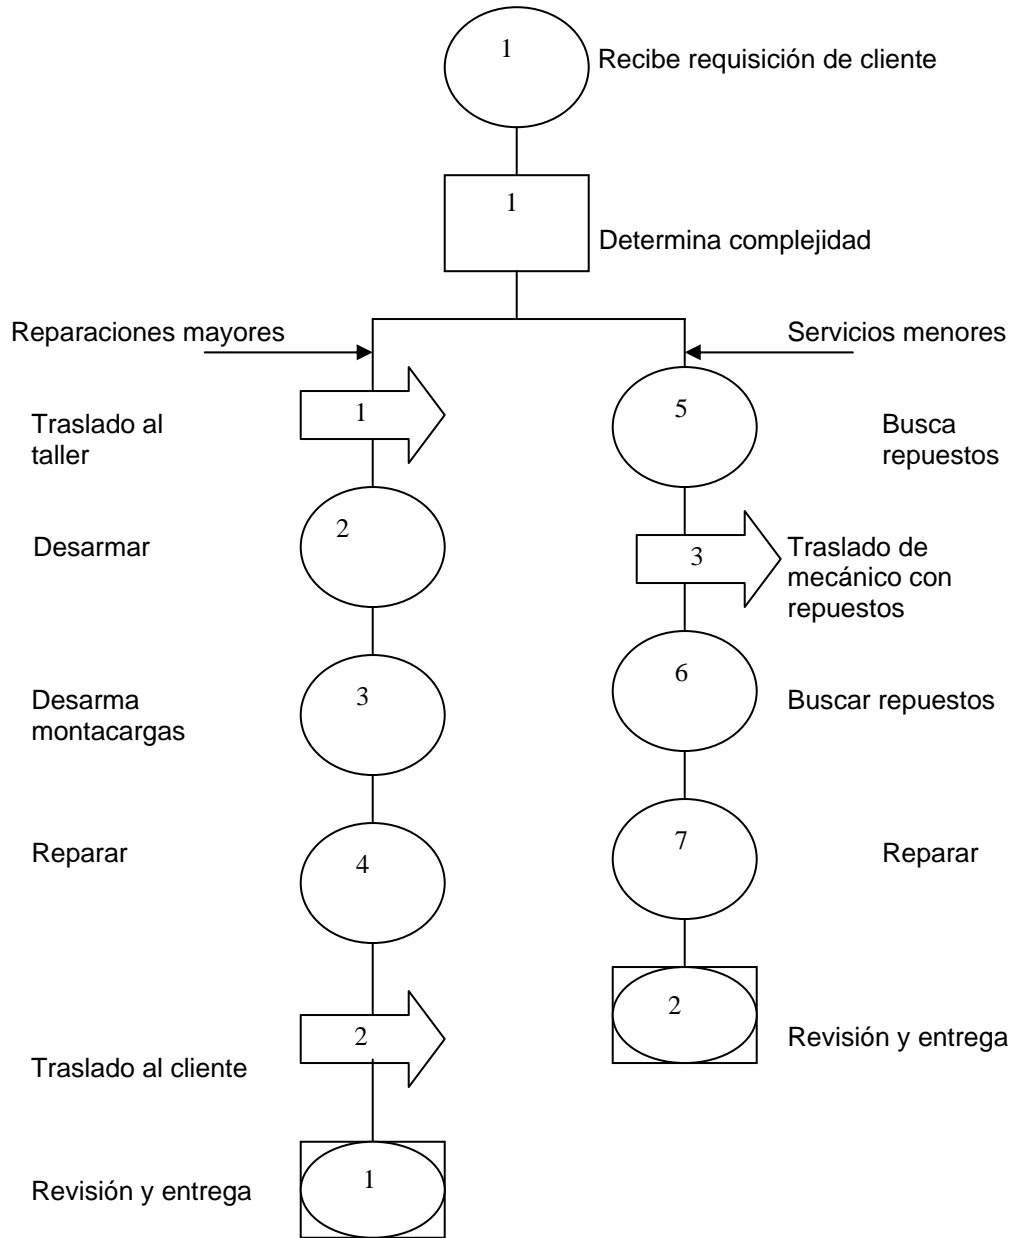 1
Recibe requisición de cliente
1
Determina complejidad
Reparaciones mayores
Servicios menores
Traslado al
taller
1
5
Busca
repuestos
Desarmar
2
3
Traslado de
mecánico con
repuestos
Desarma
montacargas
3
6
Buscar repuestos
Reparar
4
7
Reparar
Traslado al cliente
2
2
Revisión y entrega
Revisión y entrega
1